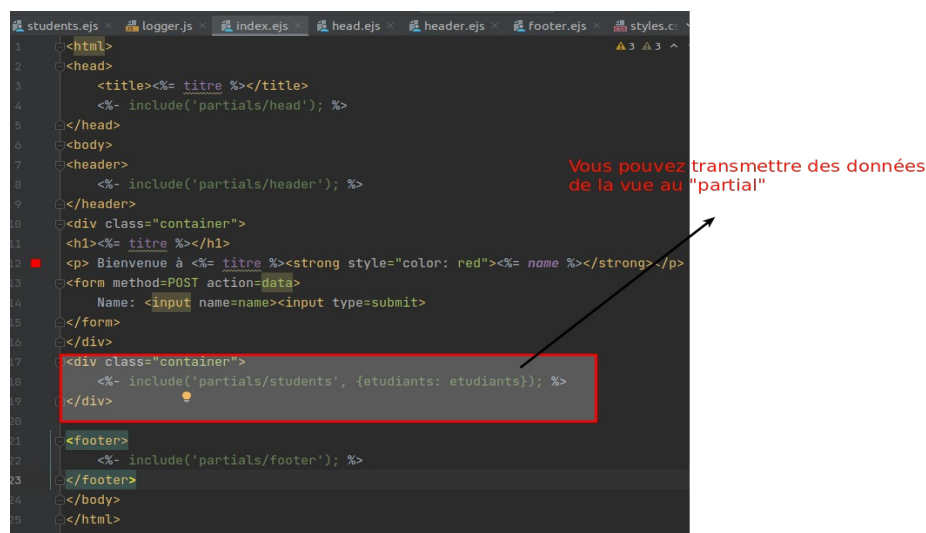 students.ejs × logger.js × index.ejs × head.ejs × header.ejs × footer.ejs × styles.c
1 <html> 3 3
2 <head>
3 <title><%= titre %></title>
4 <%- include('partials/head'); %>
5 </head>
6 <body>
7 <header>
8 <%- include('partials/header'); %>
9 </header>
10 <div class="container">
11 <h1><%= titre %></h1>
12 <p> Bienvenue à <%= titre %><strong style="color: red"><%= name %></strong></p>
13 <form method=POST action=data>
14 Name: <input name=name><input type=submit>
15 </form>
16 </div>
17 <div class="container">
18 <%- include('partials/students', {etudiants: etudiants}); %>
19 </div>
20
21 <footer>
22 <%- include('partials/footer'); %>
23 </footer>
24 </body>
25 </html>
Vous pouvez transmettre des données
de la vue au "partial"